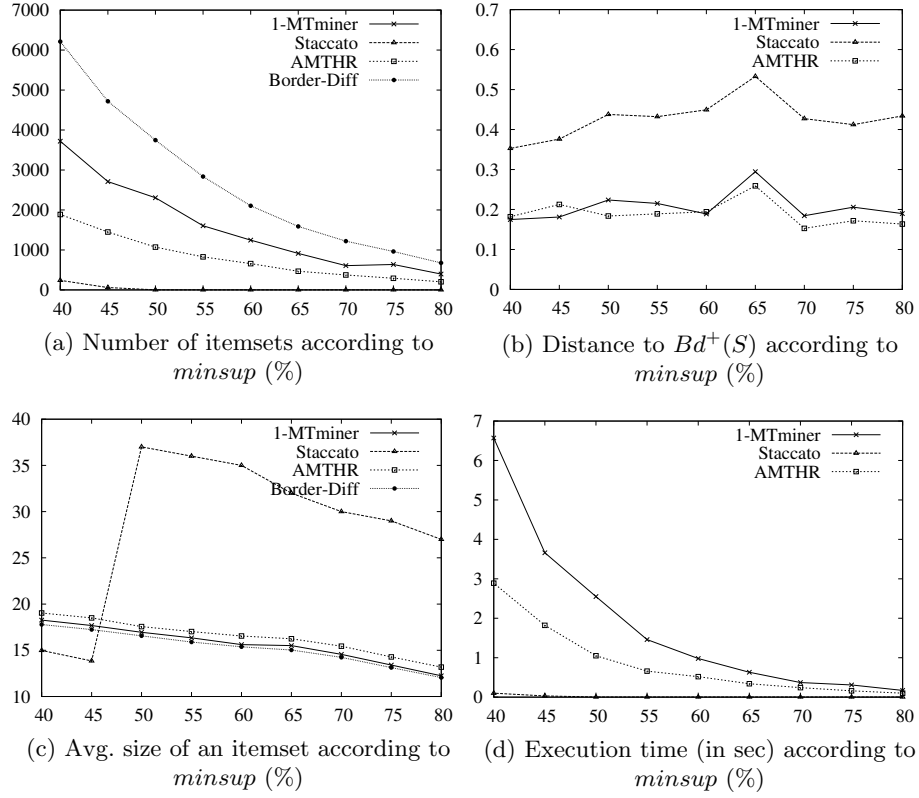 7000
6000
5000
4000
3000
2000
1000
0
1-MTminer
Staccato
AMTHR
Border-Diff
40 45 50 55 60 65 70 75 80
(a) Number of itemsets according to
minsup (%)
0.7
0.6
0.5
0.4
0.3
0.2
0.1
0
1-MTminer
Staccato
AMTHR
40 45 50 55 60 65 70 75 80
(b) Distance to Bd⁺(S) according to
minsup (%)
40
35
30
25
20
15
10
1-MTminer
Staccato
AMTHR
Border-Diff
40 45 50 55 60 65 70 75 80
(c) Avg. size of an itemset according to
minsup (%)
7
6
5
4
3
2
1
0
1-MTminer
Staccato
AMTHR
40 45 50 55 60 65 70 75 80
(d) Execution time (in sec) according to
minsup (%)